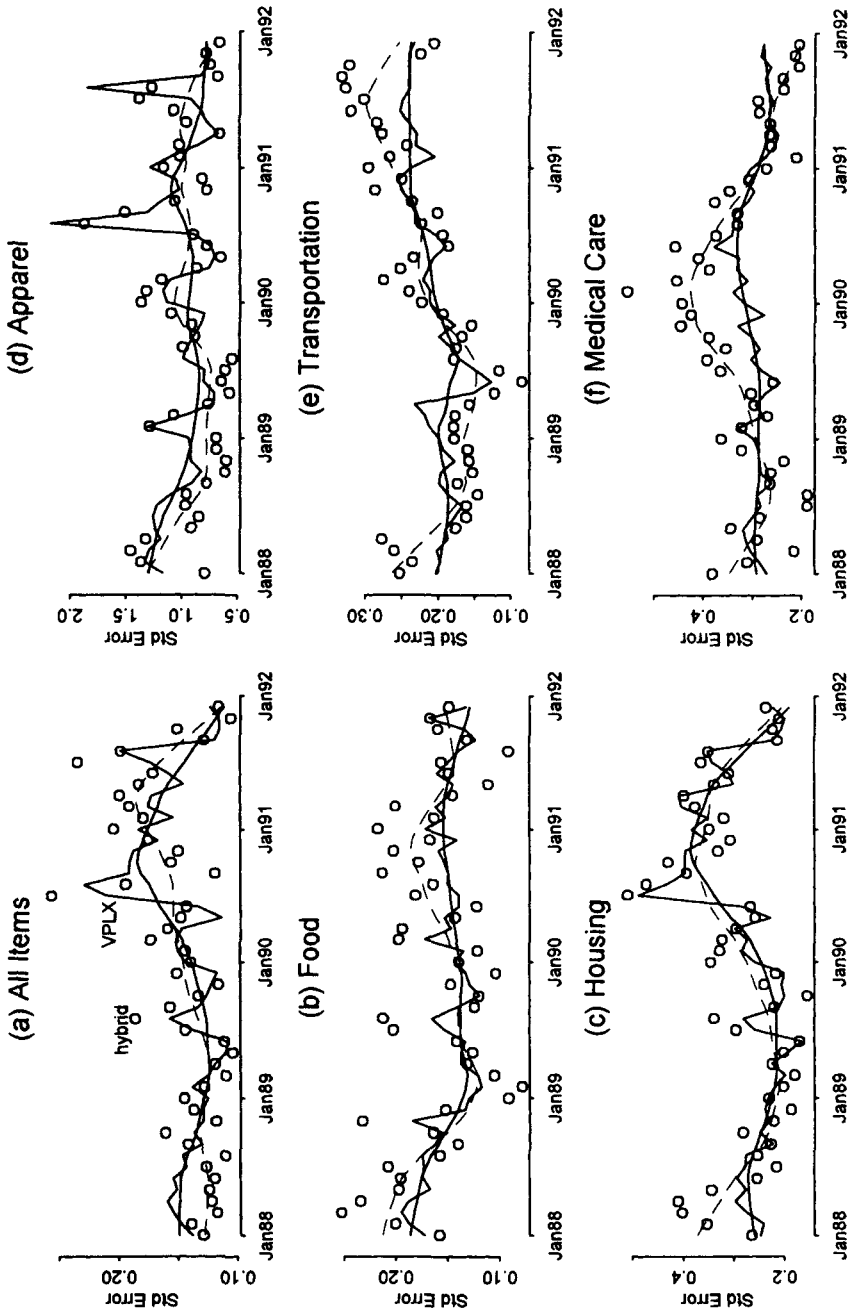 (a) All Items
Std Error
0.10 0.20
hybrid
VPLX
Jan88 Jan89 Jan90 Jan91 Jan92
(b) Food
Std Error
0.10 0.20
Jan88 Jan89 Jan90 Jan91 Jan92
(c) Housing
Std Error
0.2 0.4
Jan88 Jan89 Jan90 Jan91 Jan92
(d) Apparel
Std Error
0.5 1.0 1.5 2.0
Jan88 Jan89 Jan90 Jan91 Jan92
(e) Transportation
Std Error
0.10 0.20 0.30
Jan88 Jan89 Jan90 Jan91 Jan92
(f) Medical Care
Std Error
0.2 0.4
Jan88 Jan89 Jan90 Jan91 Jan92